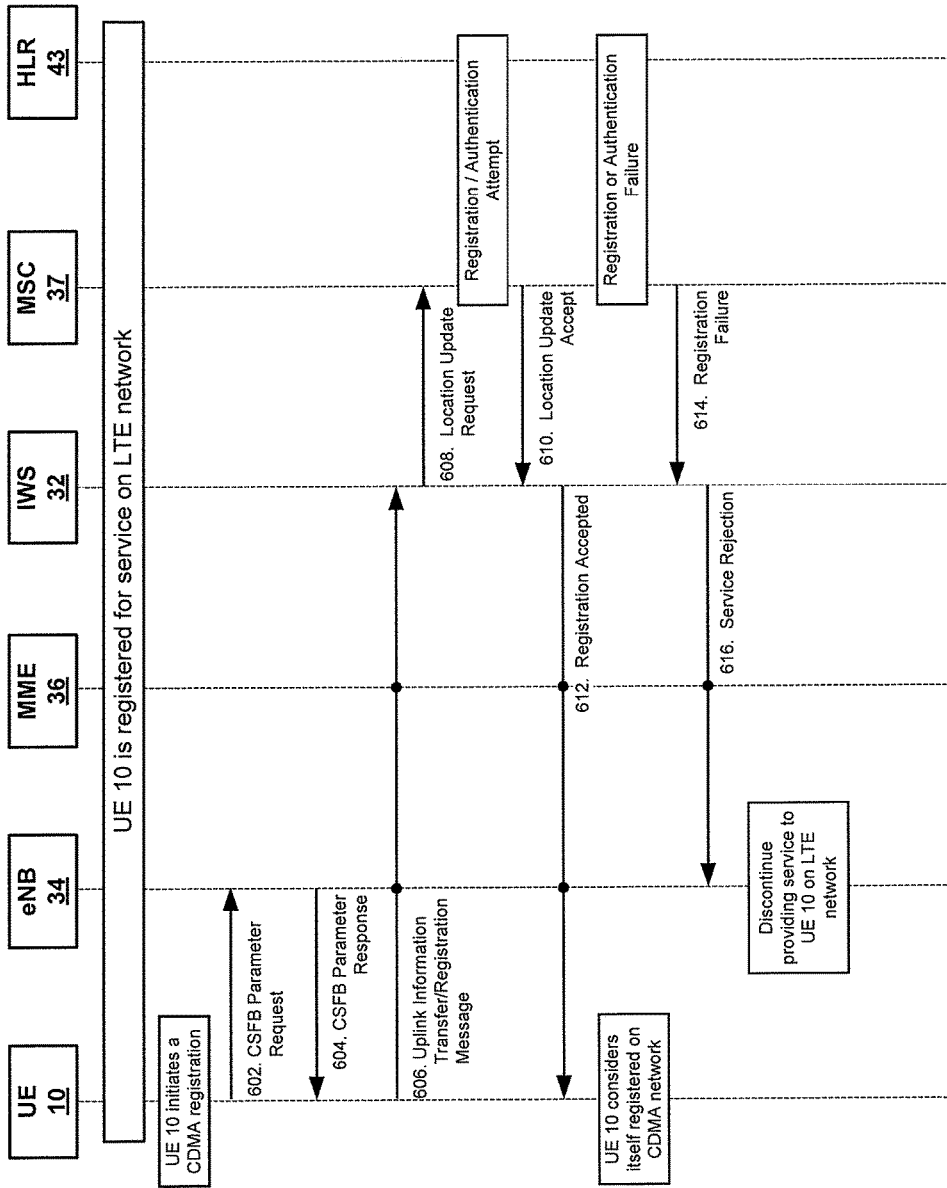 UE
10
eNB
34
MME
36
IWS
32
MSC
37
HLR
43
UE 10 is registered for service on LTE network
UE 10 initiates a
CDMA registration
602. CSFB Parameter
Request
604. CSFB Parameter
Response
606. Uplink Information
Transfer/Registration
Message
608. Location Update
Request
Registration / Authentication
Attempt
610. Location Update
Accept
612. Registration Accepted
UE 10 considers
itself registered on
CDMA network
Registration or Authentication
Failure
614. Registration
Failure
616. Service Rejection
Discontinue
providing service to
UE 10 on LTE
network